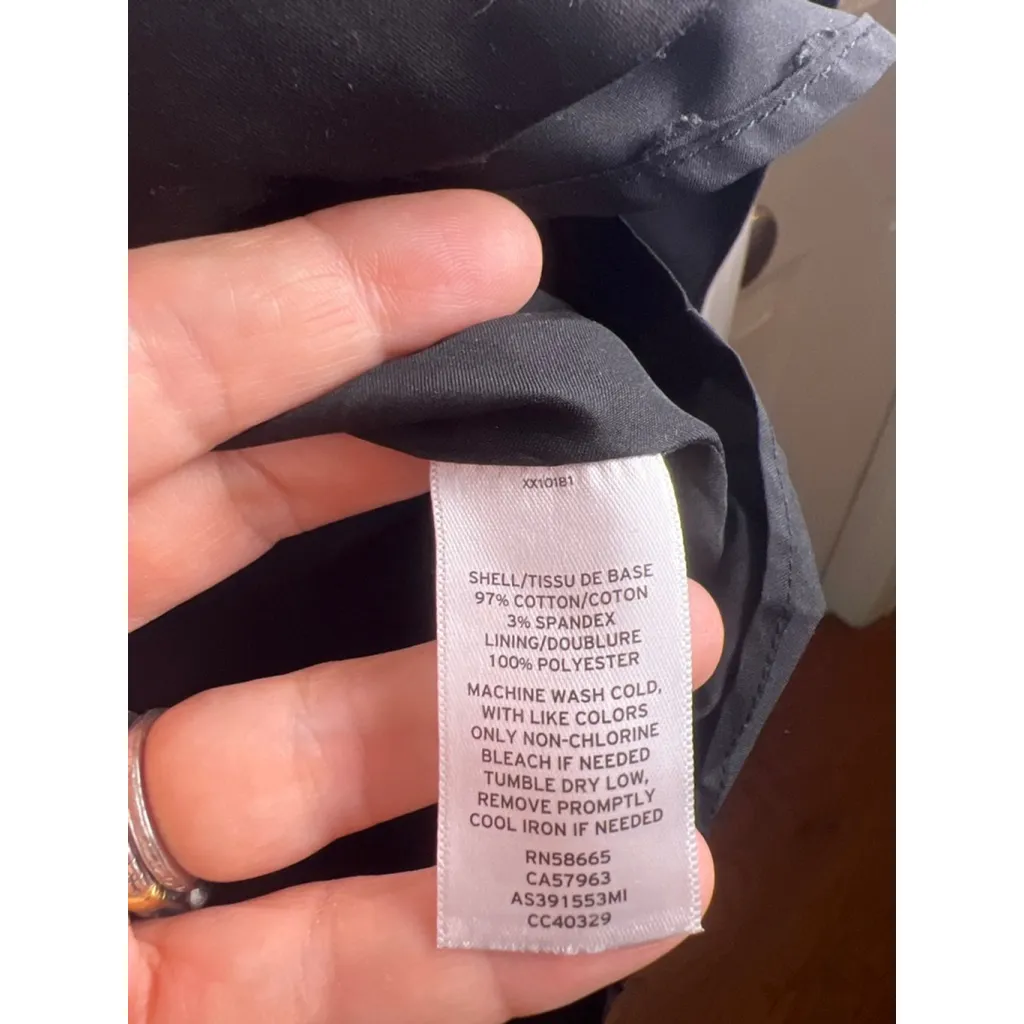 XX101B1
SHELL/TISSU DE BASE
97% COTTON/COTON
3% SPANDEX
LINING/DOUBLURE
100% POLYESTER
MACHINE WASH COLD,
WITH LIKE COLORS
ONLY NON-CHLORINE
BLEACH IF NEEDED
TUMBLE DRY LOW,
REMOVE PROMPTLY
COOL IRON IF NEEDED
RN58665
CA57963
AS391553MI
CC40329